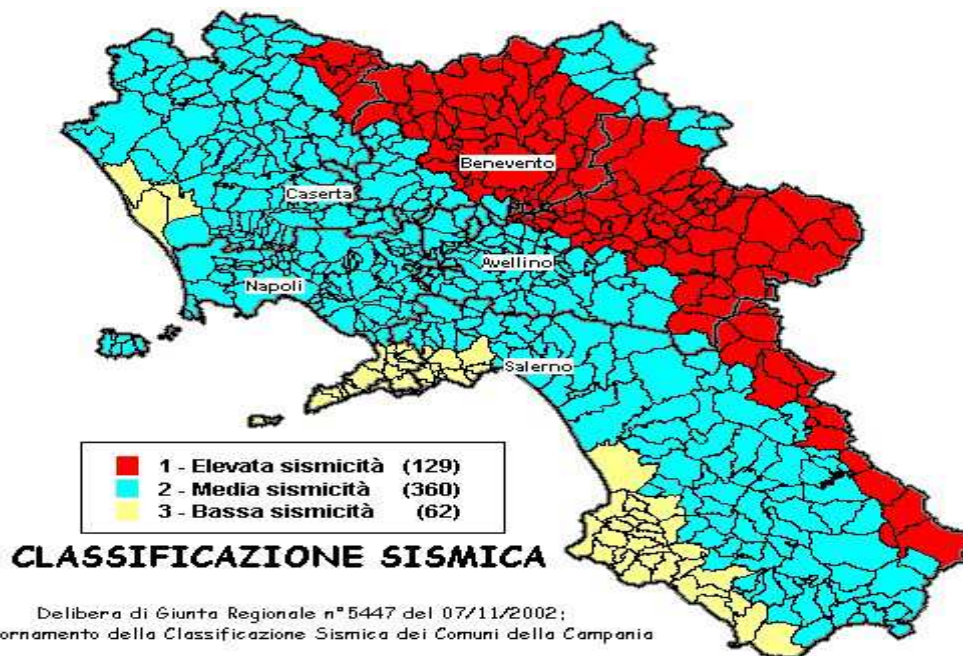 Benevento
Caserta
Avellino
Napoli
Salerno
1 - Elevata sismicità (129)
2 - Media sismicità (360)
3 - Bassa sismicità (62)
CLASSIFICAZIONE SISMICA
Delibera di Giunta Regionale n°5447 del 07/11/2002;
ornamento della Classificazione Sismica dei Comuni della Campania